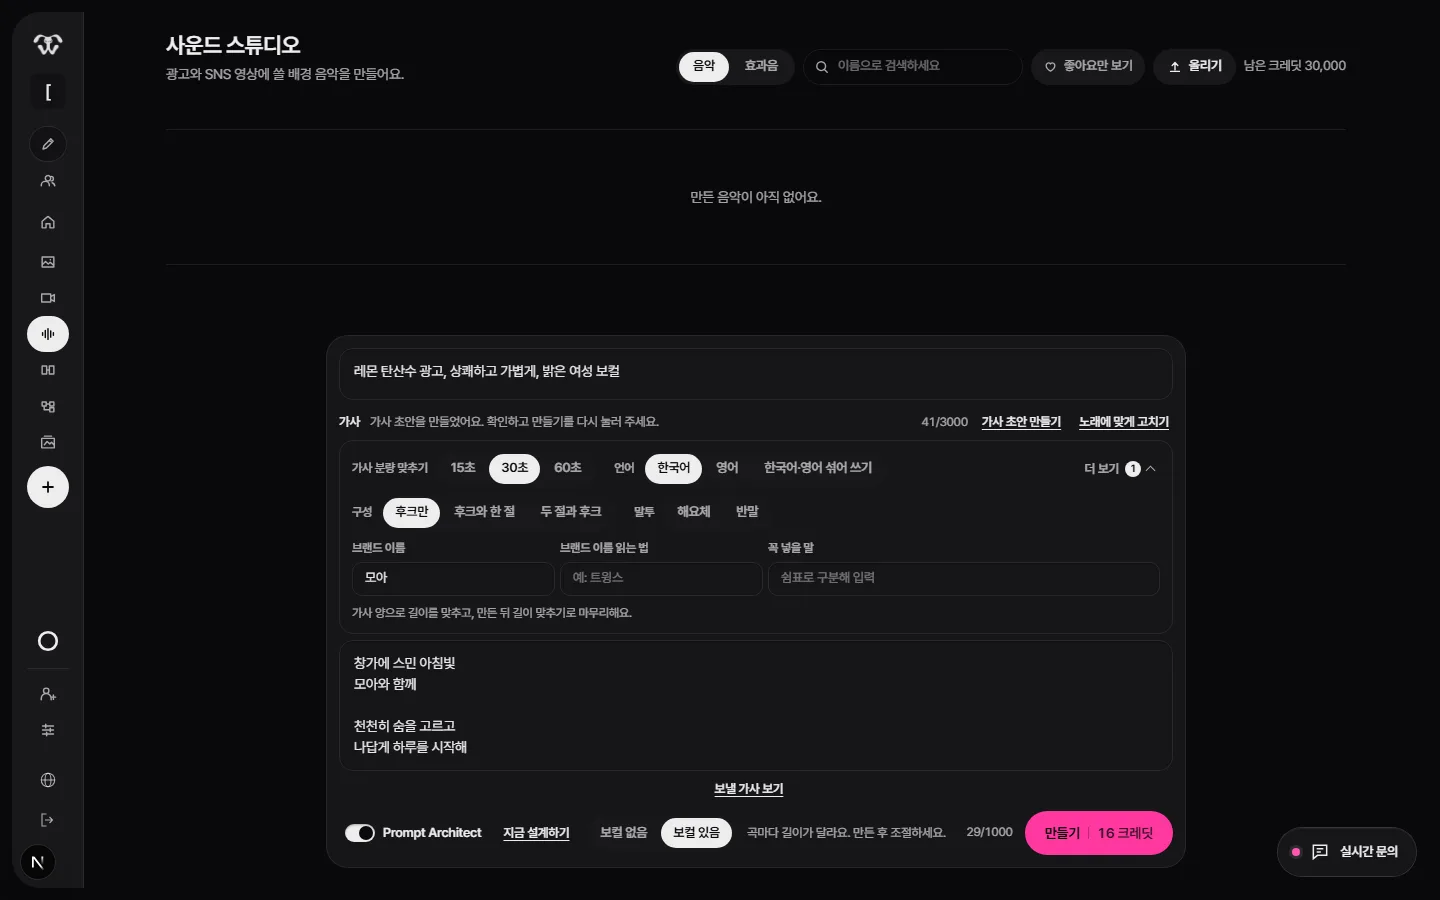 사운드 스튜디오
광고와 SNS 영상에 쓸 배경 음악을 만들어요.
음악
효과음
이름으로 검색하세요
좋아요만 보기
올리기
남은 크레딧 30,000
[
만든 음악이 아직 없어요.
레몬 탄산수 광고, 상쾌하고 가볍게, 밝은 여성 보컬
가사 가사 초안을 만들었어요. 확인하고 만들기를 다시 눌러 주세요.
41/3000
가사 초안 만들기
노래에 맞게 고치기
가사 분량 맞추기 15초 30초 60초 언어 한국어 영어 한국어·영어 섞어 쓰기 더 보기 1
구성 후크만 후크와 한 절 두 절과 후크 말투 해요체 반말
브랜드 이름 브랜드 이름 읽는 법 꼭 넣을 말
모아 예: 트윙스 쉼표로 구분해 입력
가사 양으로 길이를 맞추고, 만든 뒤 길이 맞추기로 마무리해요.
창가에 스민 아침빛
모아와 함께
천천히 숨을 고르고
나답게 하루를 시작해
보낼 가사 보기
Prompt Architect 지금 설계하기 보컬 없음 보컬 있음 곡마다 길이가 달라요. 만든 후 조절하세요. 29/1000 만들기 16 크레딧
N
실시간 문의